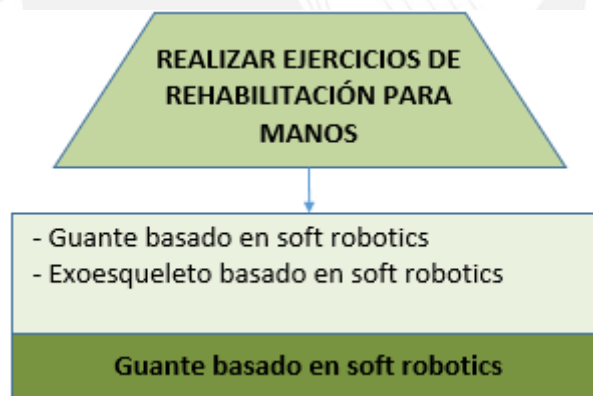 REALIZAR EJERCICIOS DE
REHABILITACIÓN PARA
MANOS
- Guante basado en soft robotics
- Exoesqueleto basado en soft robotics
Guante basado en soft robotics